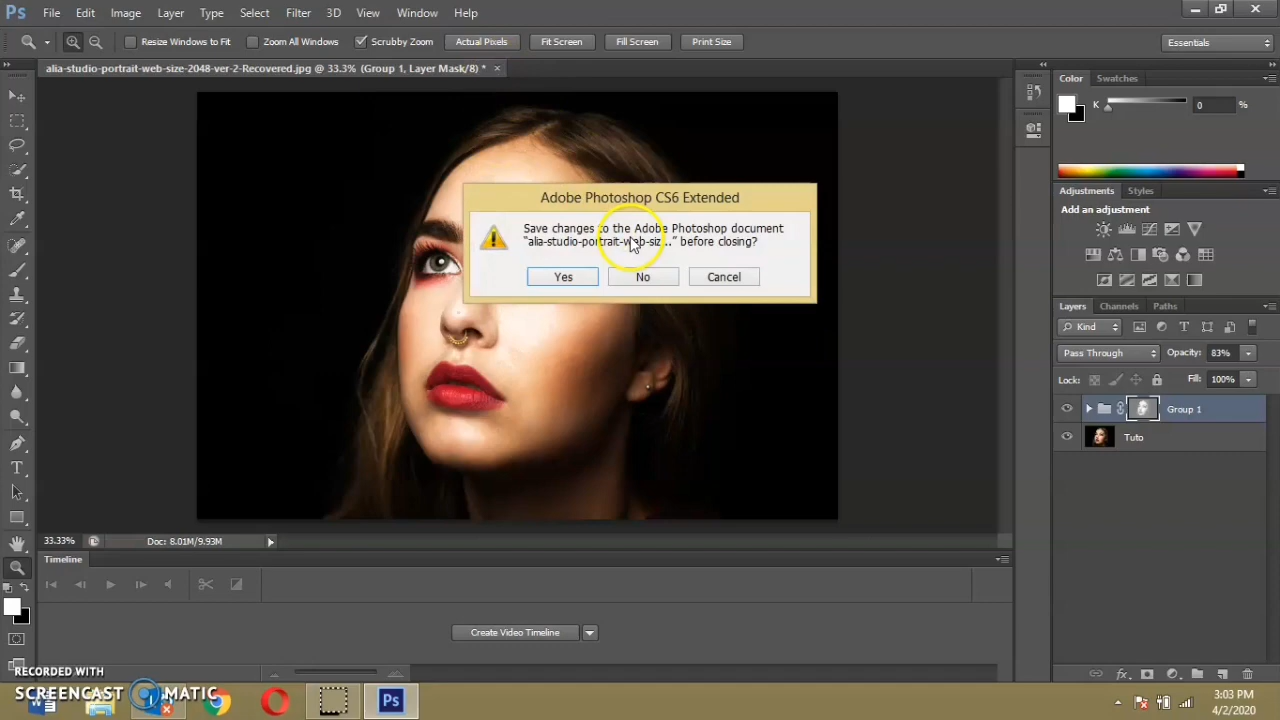 Ps File Edit Image Layer Type Select Filter 3D View Window Help
Resize Windows to Fit Zoom All Windows Scrubby Zoom Actual Pixels Fit Screen Fill Screen Print Size Essentials
alia-studio-portrait-web-size-2048-ver-2-Recovered.jpg @ 33.3% (Group 1, Layer Mask/8) * ×
Color Swatches
K 0 %
Adobe Photoshop CS6 Extended
Save changes to the Adobe Photoshop document
“alia-studio-portrait-web-siz...” before closing?
Yes No Cancel
Adjustments Styles
Add an adjustment
Layers Channels Paths
Kind
Pass Through Opacity: 83%
Lock: Fill: 100%
Group 1
Tuto
33.33% Doc: 8.01M/9.93M
Timeline
Create Video Timeline
RECORDED WITH
SCREENCAST MATIC
Ps
3:03 PM
4/2/2020